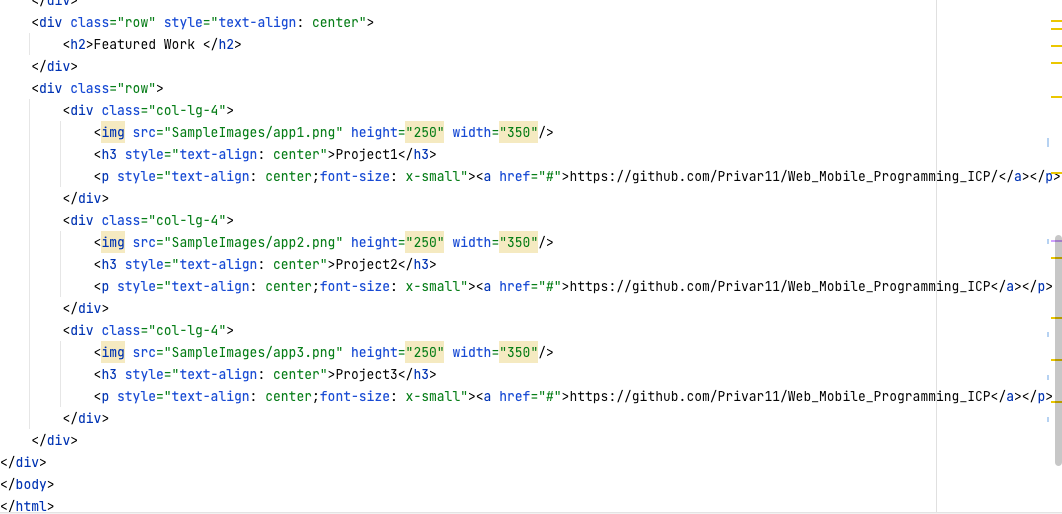 </div>
<div class="row" style="text-align: center">
<h2>Featured Work </h2>
</div>
<div class="row">
<div class="col-lg-4">
<img src="SampleImages/app1.png" height="250" width="350"/>
<h3 style="text-align: center">Project1</h3>
<p style="text-align: center;font-size: x-small"><a href="#">https://github.com/Privar11/Web_Mobile_Programming_ICP/</a></p>
</div>
<div class="col-lg-4">
<img src="SampleImages/app2.png" height="250" width="350"/>
<h3 style="text-align: center">Project2</h3>
<p style="text-align: center;font-size: x-small"><a href="#">https://github.com/Privar11/Web_Mobile_Programming_ICP</a></p>
</div>
<div class="col-lg-4">
<img src="SampleImages/app3.png" height="250" width="350"/>
<h3 style="text-align: center">Project3</h3>
<p style="text-align: center;font-size: x-small"><a href="#">https://github.com/Privar11/Web_Mobile_Programming_ICP</a></p>
</div>
</div>
</div>
</body>
</html>